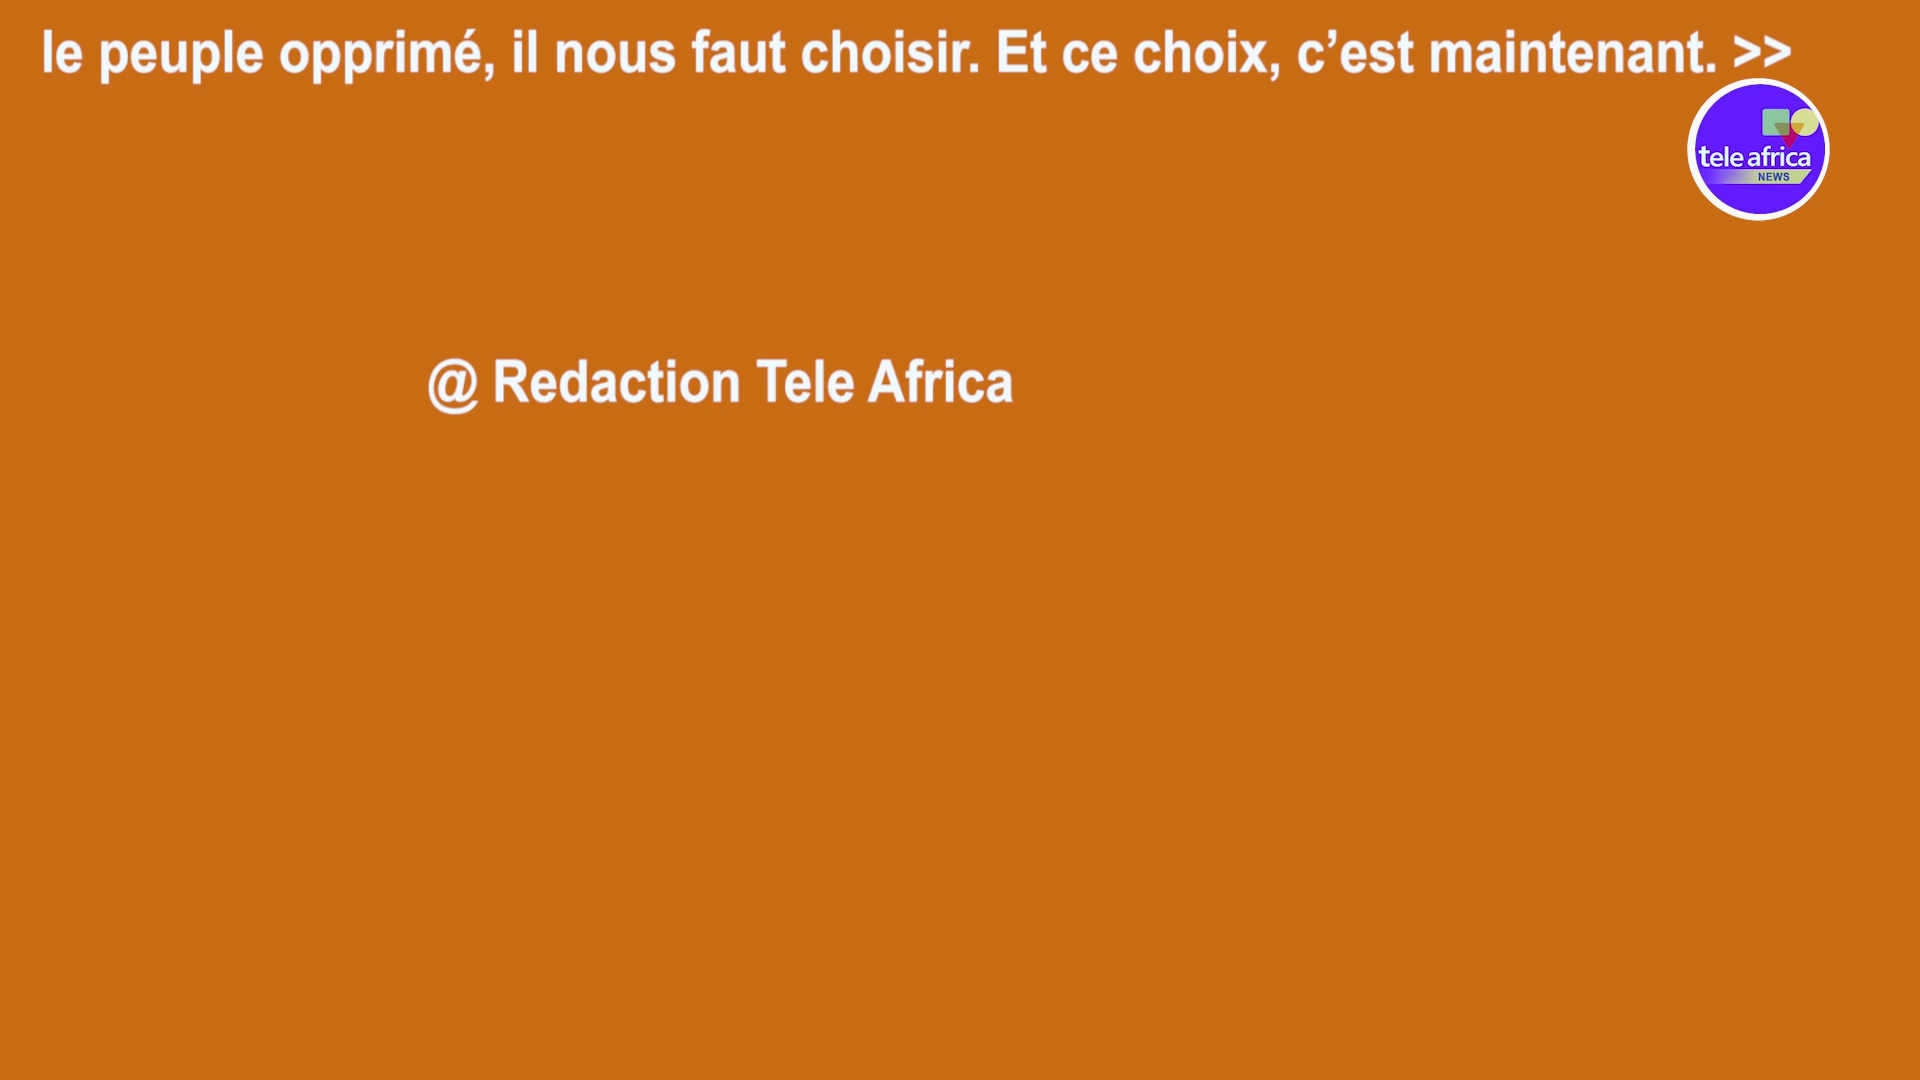 le peuple opprimé, il nous faut choisir. Et ce choix, c’est maintenant. >>
tele africa
NEWS
@ Redaction Tele Africa